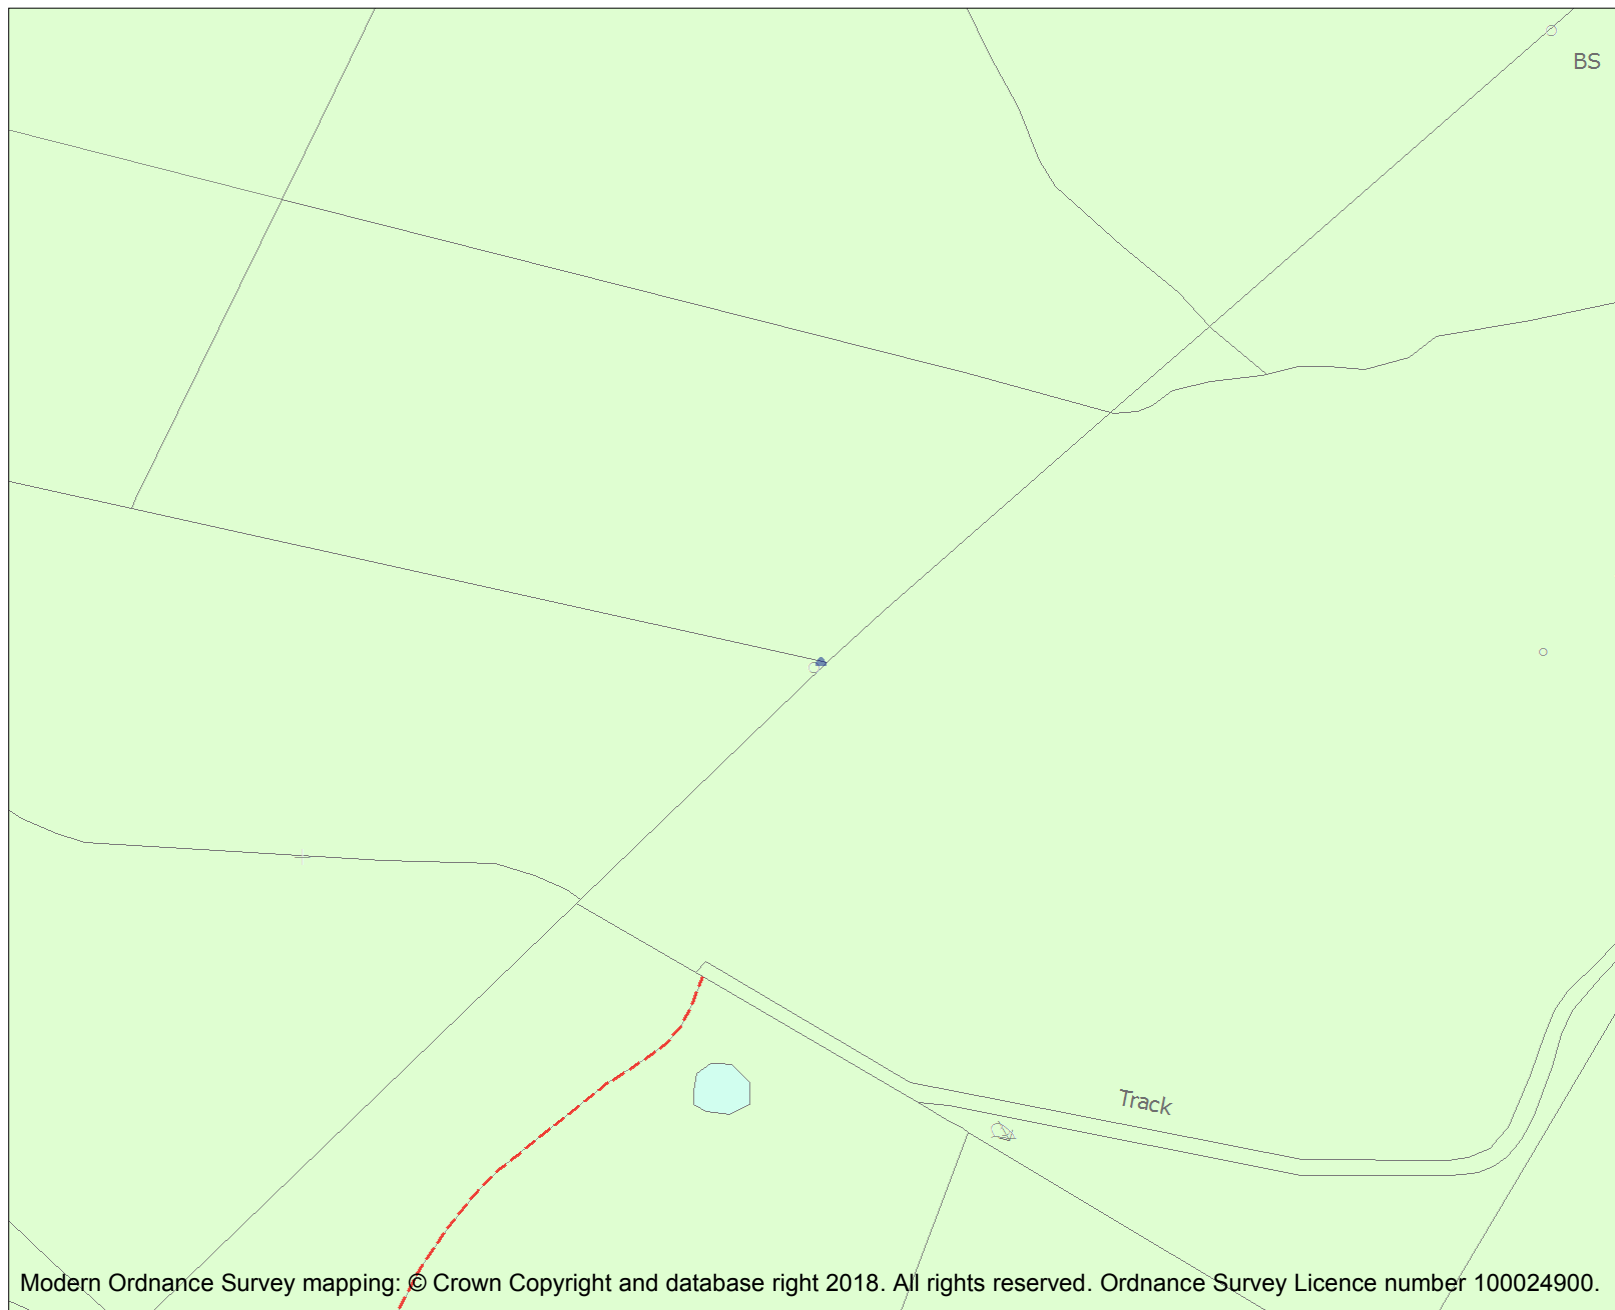 BS
Track
Modern Ordnance Survey mapping: © Crown Copyright and database right 2018. All rights reserved. Ordnance Survey Licence number 100024900.